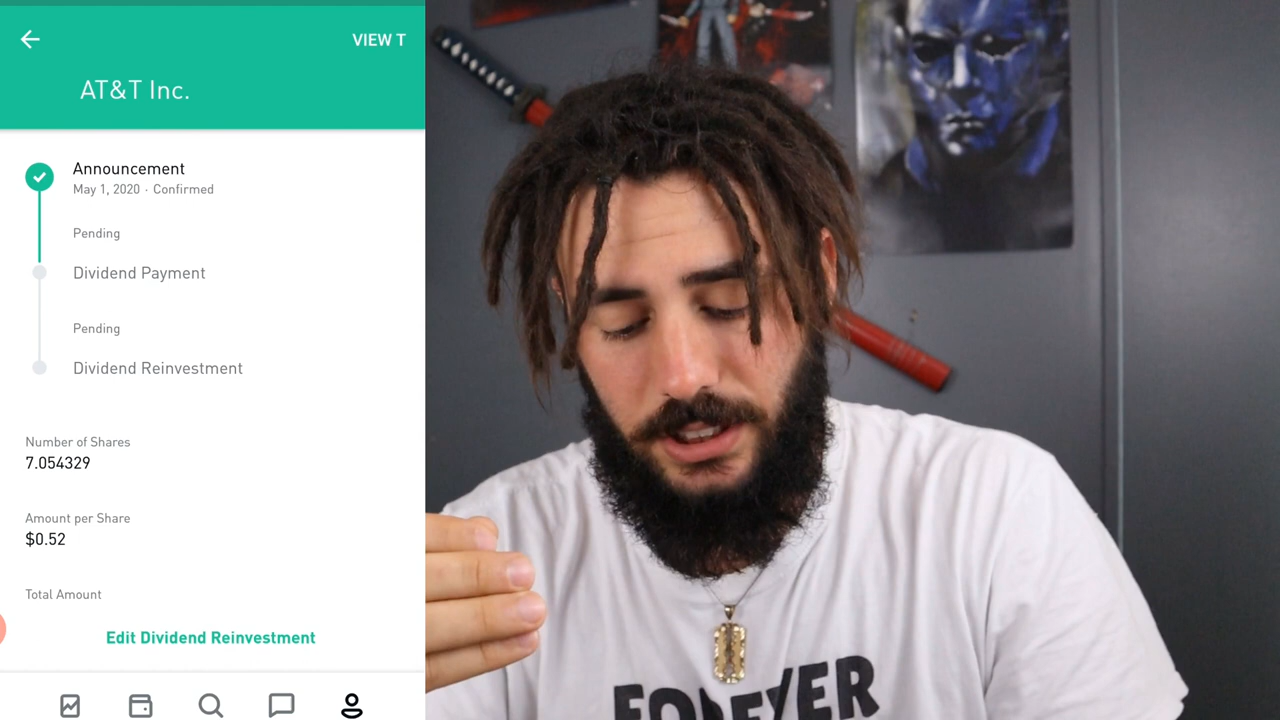 VIEW T
AT&T Inc.
Announcement
May 1, 2020 · Confirmed
Pending
Dividend Payment
Pending
Dividend Reinvestment
Number of Shares
7.054329
Amount per Share
$0.52
Total Amount
Edit Dividend Reinvestment
FOREVER